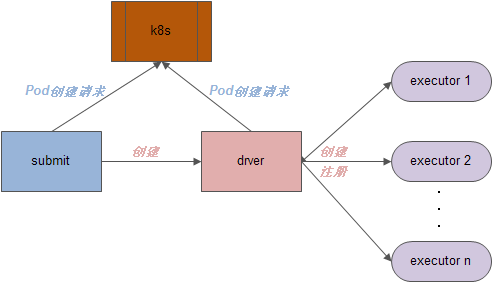 k8s
Pod创建请求
Pod创建请求
submit
创建
drver
创建
注册
executor 1
executor 2
executor n